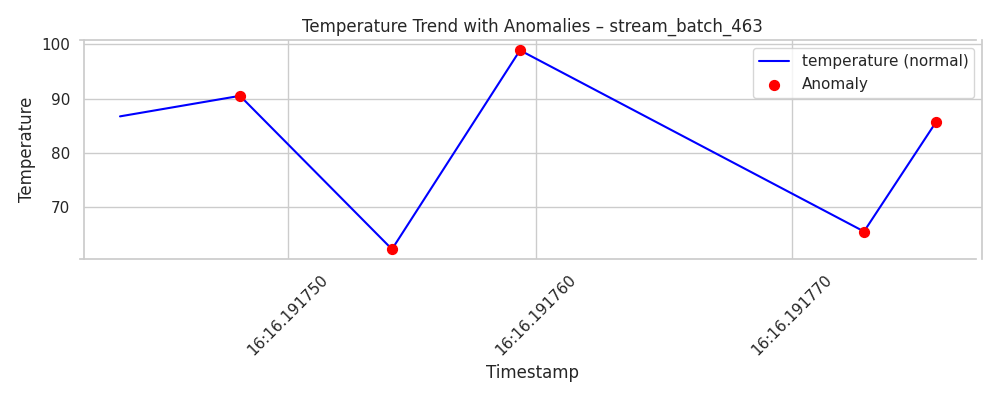 Temperature Trend with Anomalies – stream_batch_463
temperature (normal)
Anomaly
Temperature
100
90
80
70
16:16.191750
16:16.191760
16:16.191770
Timestamp